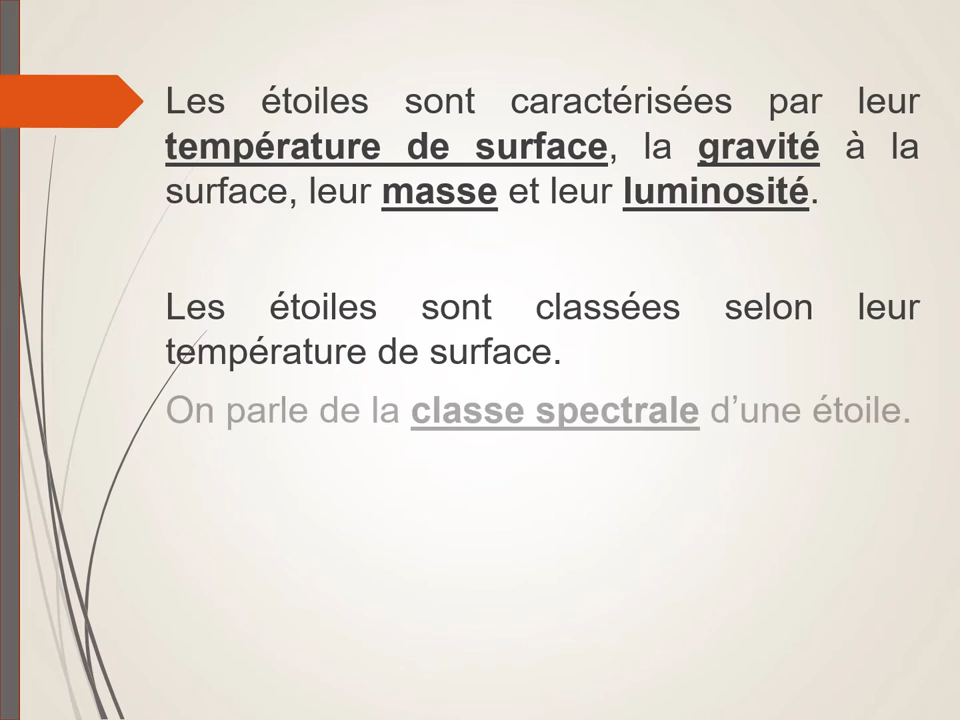 Les étoiles sont caractérisées par leur
température de surface, la gravité à la
surface, leur masse et leur luminosité.
Les étoiles sont classées selon leur
température de surface.
On parle de la classe spectrale d’une étoile.